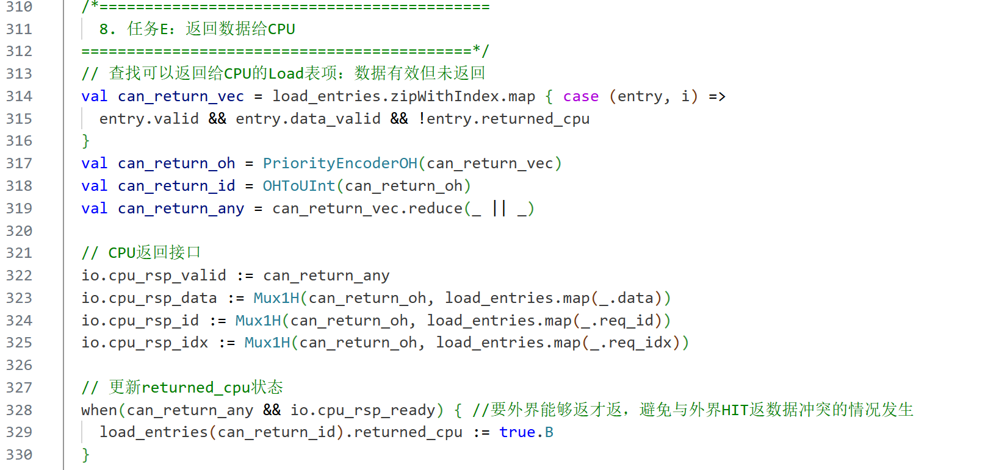 310 /*===========================================
311 8. 任务E: 返回数据给CPU
312 ===========================================*/
313 // 查找可以返回给CPU的Load表项: 数据有效但未返回
314 val can_return_vec = load_entries.zipWithIndex.map { case (entry, i) =>
315 entry.valid && entry.data_valid && !entry.returned_cpu
316 }
317 val can_return_oh = PriorityEncoderOH(can_return_vec)
318 val can_return_id = OHToUInt(can_return_oh)
319 val can_return_any = can_return_vec.reduce(_ || _)
320
321 // CPU返回接口
322 io.cpu_rsp_valid := can_return_any
323 io.cpu_rsp_data := Mux1H(can_return_oh, load_entries.map(_.data))
324 io.cpu_rsp_id := Mux1H(can_return_oh, load_entries.map(_.req_id))
325 io.cpu_rsp_idx := Mux1H(can_return_oh, load_entries.map(_.req_idx))
326
327 // 更新returned_cpu状态
328 when(can_return_any && io.cpu_rsp_ready) { //要外界能够返才返，避免与外界HIT返数据冲突的情况发生
329 load_entries(can_return_id).returned_cpu := true.B
330 }